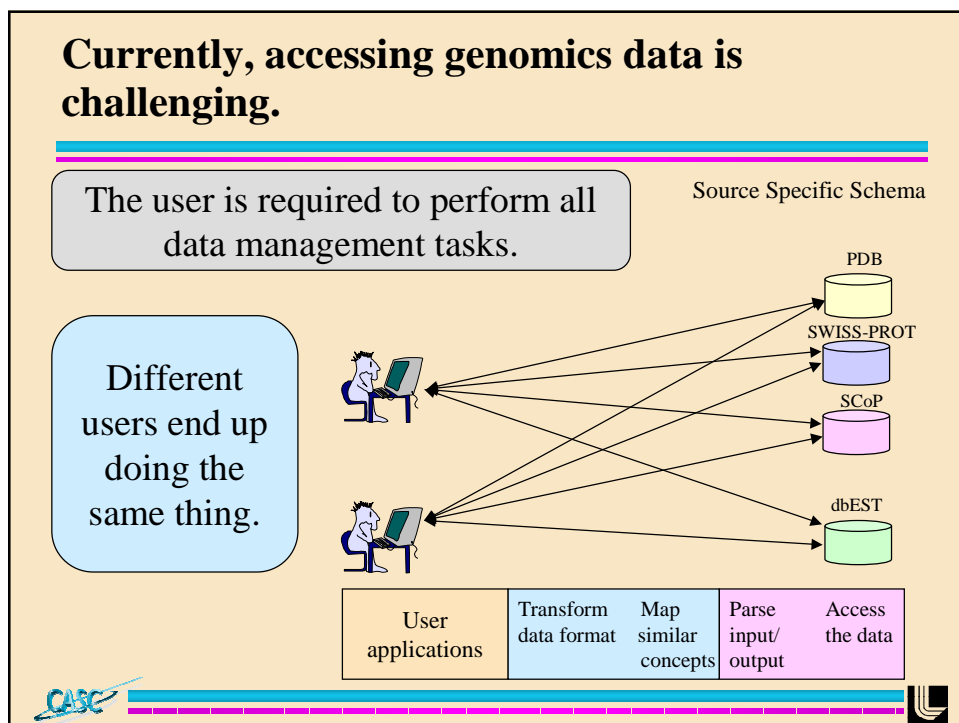 Currently, accessing genomics data is
challenging.
The user is required to perform all
data management tasks.
Source Specific Schema
PDB
SWISS-PROT
SCoP
dbEST
Different
users end up
doing the
same thing.
User
applications
Transform
data format
Map
similar
concepts
Parse
input/
output
Access
the data
CASC